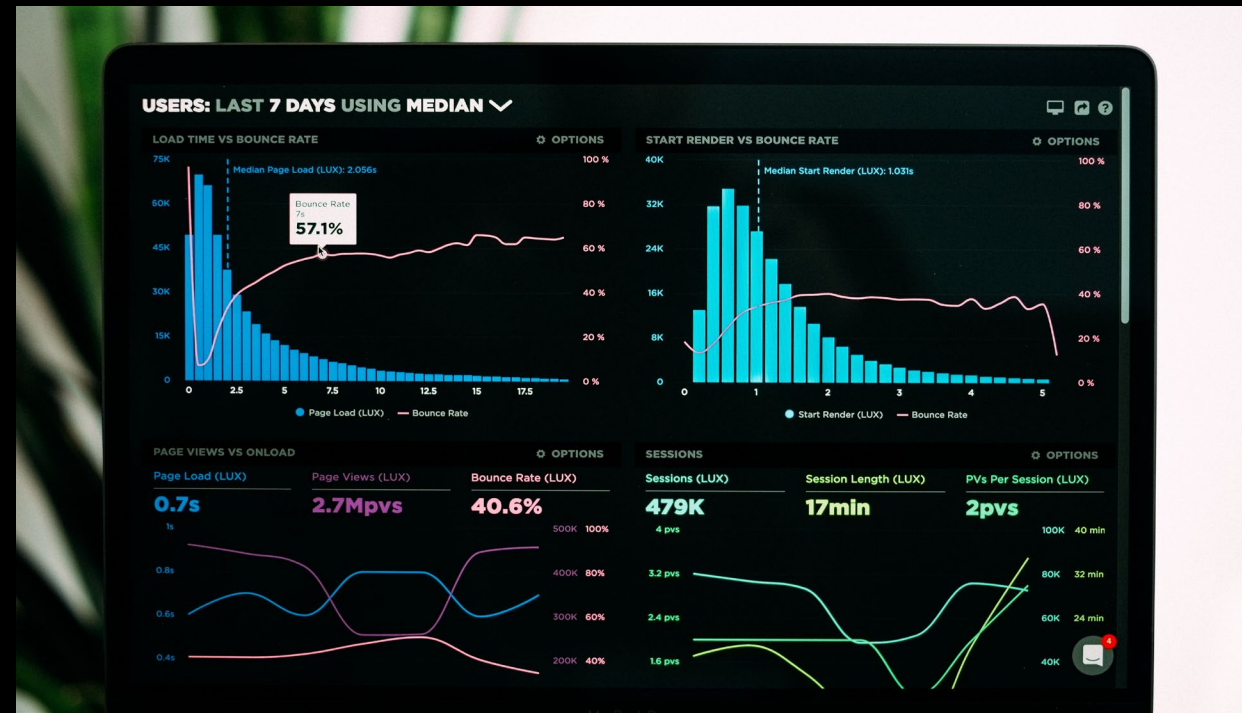 USERS: LAST 7 DAYS USING MEDIAN
LOAD TIME VS BOUNCE RATE
OPTIONS
75K
60K
45K
30K
15K
0
Median Page Load (LUX): 2.056s
Bounce Rate
7s
57.1%
100 %
80 %
60 %
40 %
20 %
0 %
0 2.5 5 7.5 10 12.5 15 17.5
Page Load (LUX) Bounce Rate
START RENDER VS BOUNCE RATE
OPTIONS
40K
32K
24K
16K
8K
0
Median Start Render (LUX): 1.031s
100 %
80 %
60 %
40 %
20 %
0 %
0 1 2 3 4 5
Start Render (LUX) Bounce Rate
PAGE VIEWS VS ONLOAD
OPTIONS
Page Load (LUX) Page Views (LUX) Bounce Rate (LUX)
0.7s 2.7Mpvs 40.6%
1s
0.8s
0.6s
0.4s
500K 100%
400K 80%
300K 60%
200K 40%
SESSIONS
OPTIONS
Sessions (LUX) Session Length (LUX) PVs Per Session (LUX)
479K 17min 2pvs
4 pvs
3.2 pvs
2.4 pvs
1.6 pvs
100K 40 min
80K 32 min
60K 24 min
40K
4